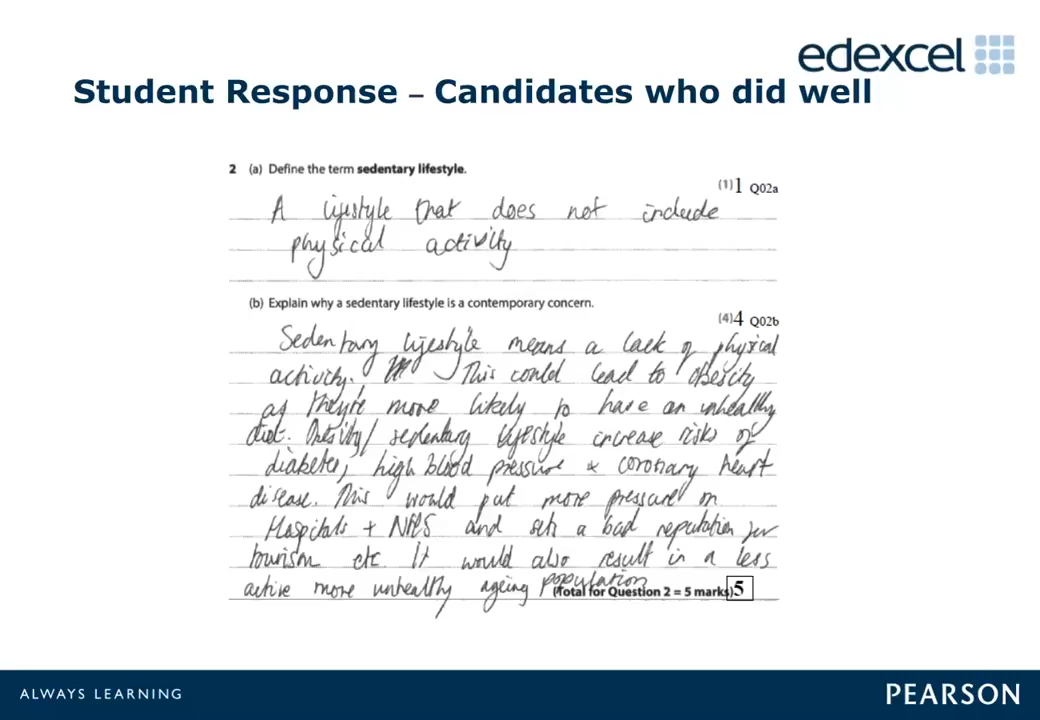 edexcel
Student Response – Candidates who did well
2 (a) Define the term sedentary lifestyle.
(1) 1 Q02a
A lifestyle that does not include
physical activity
(b) Explain why a sedentary lifestyle is a contemporary concern.
(4) 4 Q02b
Sedentary lifestyle means a lack of physical
activity. This could lead to obesity
as they're more likely to have an unhealthy
diet. Obesity/ sedentary lifestyle increase risks of
diabetes, high blood pressure & coronary heart
disease. This would put more pressure on
Hospitals + NHS and sets a bad reputation for
tourism etc. It would also result in a less
active more unhealthy ageing population
(Total for Question 2 = 5 marks) 5
ALWAYS LEARNING
PEARSON